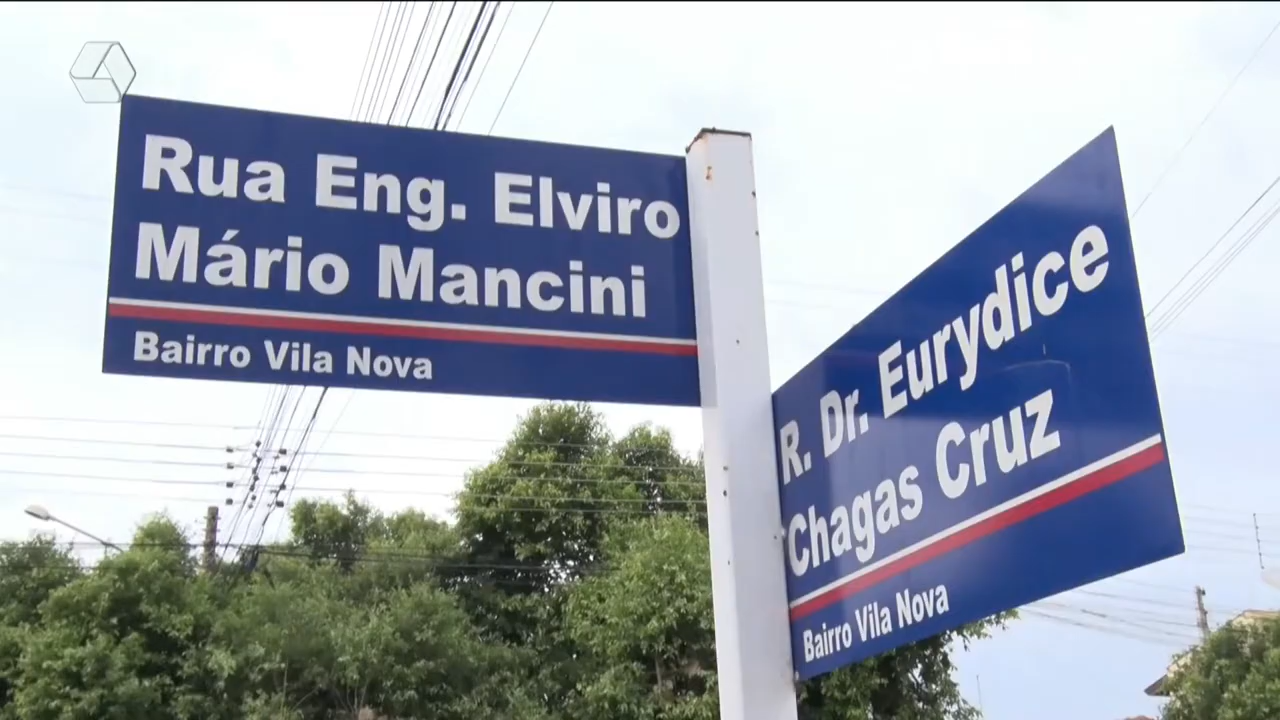 Rua Eng. Elviro
Mário Mancini
Bairro Vila Nova
R. Dr. Eurydice
Chagas Cruz
Bairro Vila Nova